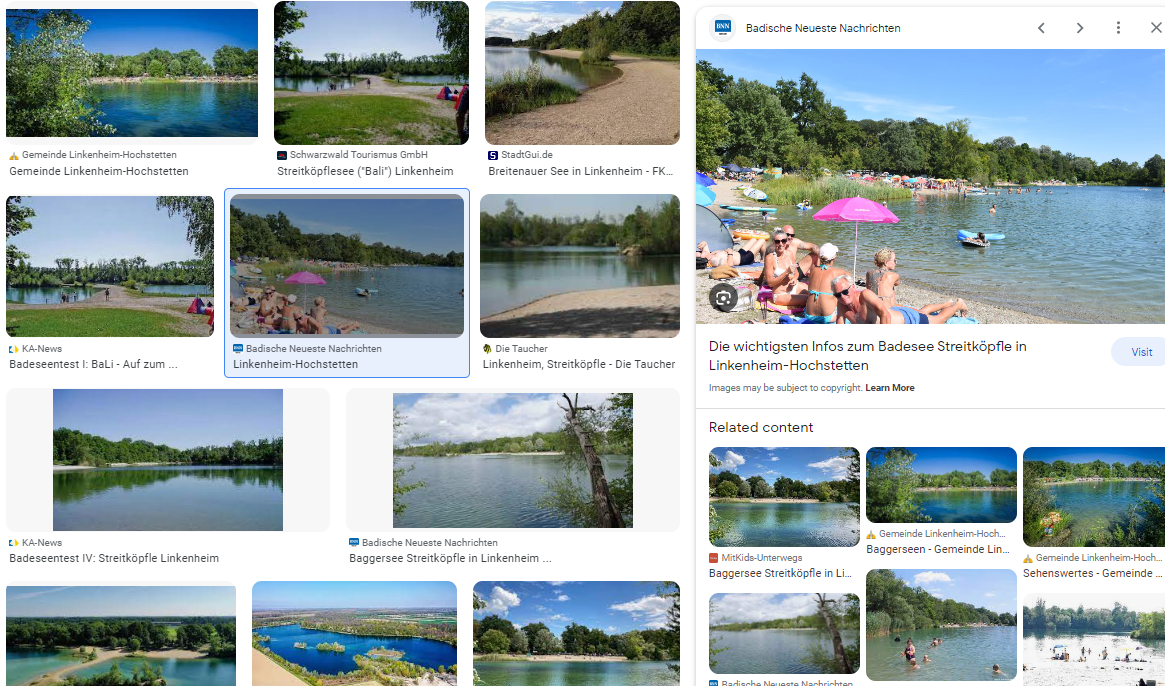 Gemeinde Linkenheim-Hochstetten
Gemeinde Linkenheim-Hochstetten
Schwarzwald Tourismus GmbH
Streitköpflesee ("Bali") Linkenheim
StadtGui.de
Breitenauer See in Linkenheim - FK...
KA-News
Badeseentest I: BaLi - Auf zum ...
Badische Neueste Nachrichten
Linkenheim-Hochstetten
Die Taucher
Linkenheim, Streitköpfle - Die Taucher
KA-News
Badeseentest IV: Streitköpfle Linkenheim
Badische Neueste Nachrichten
Baggersee Streitköpfle in Linkenheim ...
BNN
Badische Neueste Nachrichten
Die wichtigsten Infos zum Badesee Streitköpfle in
Linkenheim-Hochstetten
Visit
Images may be subject to copyright. Learn More
Related content
MitKids-Unterwegs
Baggersee Streitköpfle in Li...
Gemeinde Linkenheim-Hoch...
Baggerseen - Gemeinde Lin...
Gemeinde Linkenheim-Hoch...
Sehenswertes - Gemeinde ...
Badische Neueste Nachrichten